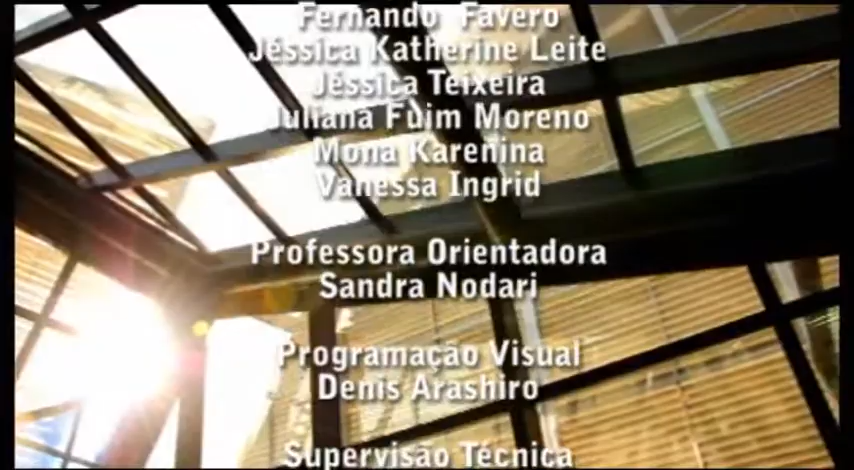 Fernando Favero
Jéssica Katherine Leite
Jéssica Teixeira
Juliana Fuim Moreno
Mona Karenina
Vanessa Ingrid
Professora Orientadora
Sandra Nodari
Programação Visual
Denis Arashiro
Supervisão Técnica